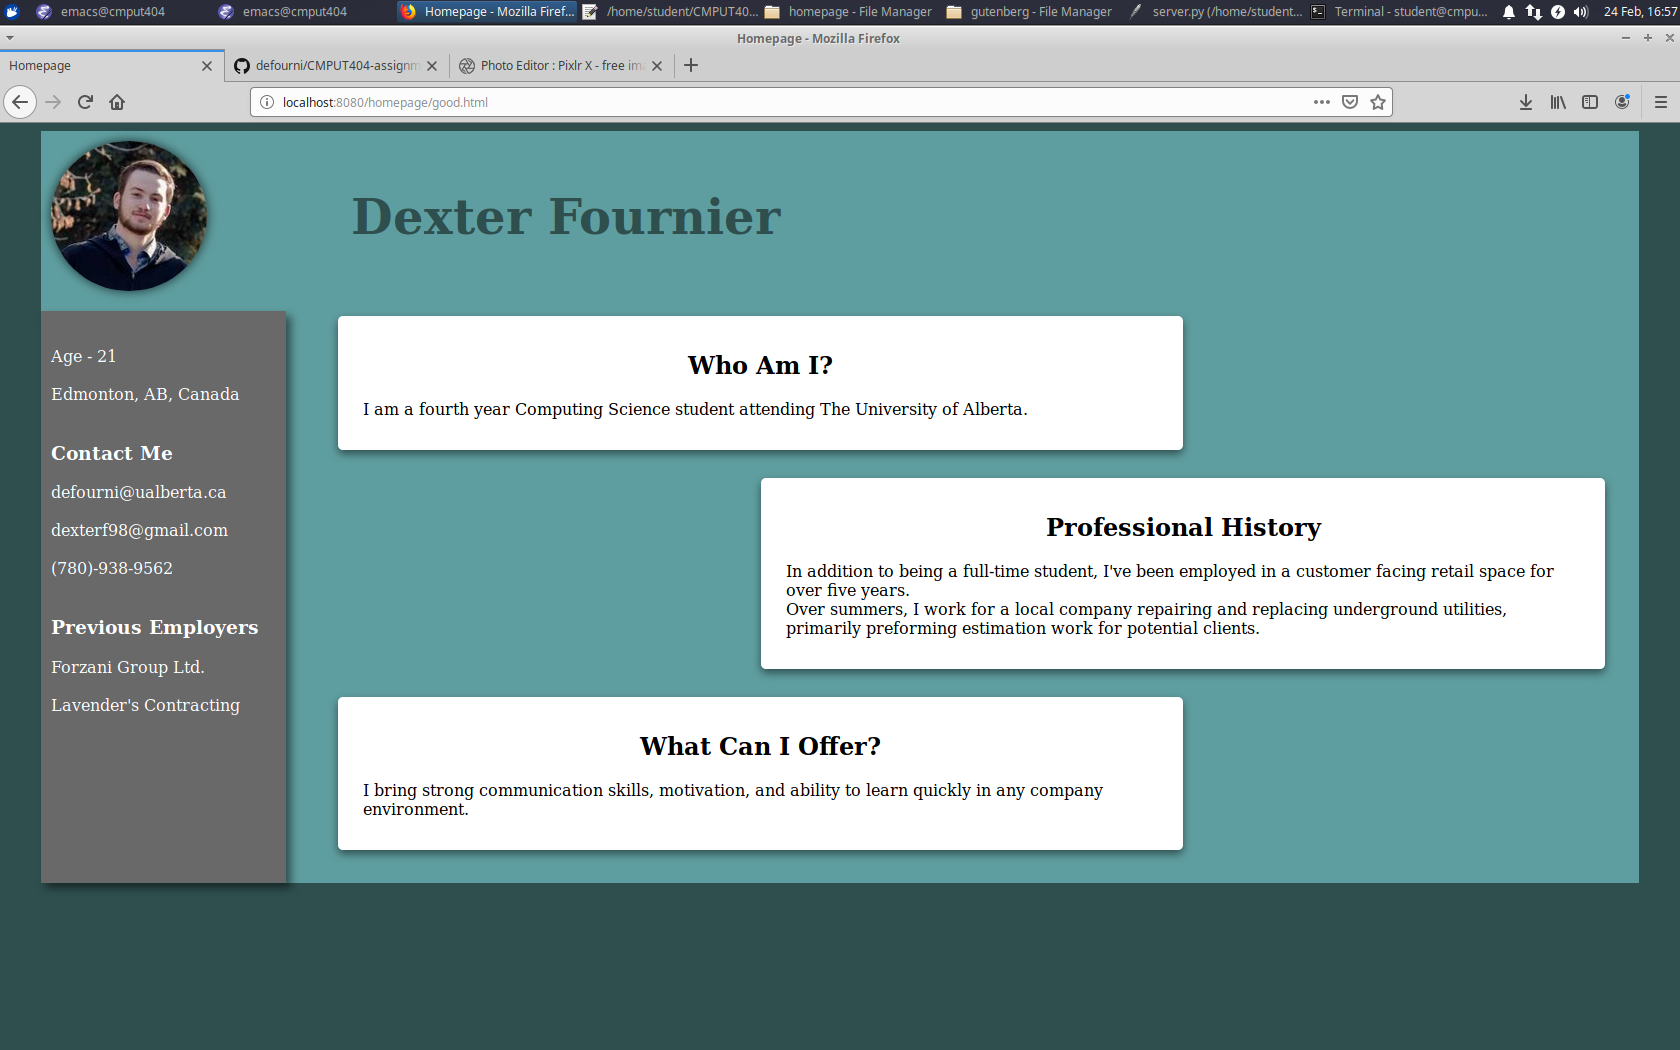 emacs@cmput404
emacs@cmput404
Homepage - Mozilla Firef...
/home/student/CMPUT40...
homepage - File Manager
gutenberg - File Manager
server.py (/home/student...
Terminal - student@cmpu...
24 Feb, 16:57
Homepage - Mozilla Firefox
Homepage
defourni/CMPUT404-assignm
Photo Editor : Pixlr X - free im
localhost:8080/homepage/good.html
Dexter Fournier
Age - 21
Edmonton, AB, Canada
Contact Me
defourni@ualberta.ca
dexterf98@gmail.com
(780)-938-9562
Previous Employers
Forzani Group Ltd.
Lavender's Contracting
Who Am I?
I am a fourth year Computing Science student attending The University of Alberta.
Professional History
In addition to being a full-time student, I've been employed in a customer facing retail space for
over five years.
Over summers, I work for a local company repairing and replacing underground utilities,
primarily preforming estimation work for potential clients.
What Can I Offer?
I bring strong communication skills, motivation, and ability to learn quickly in any company
environment.